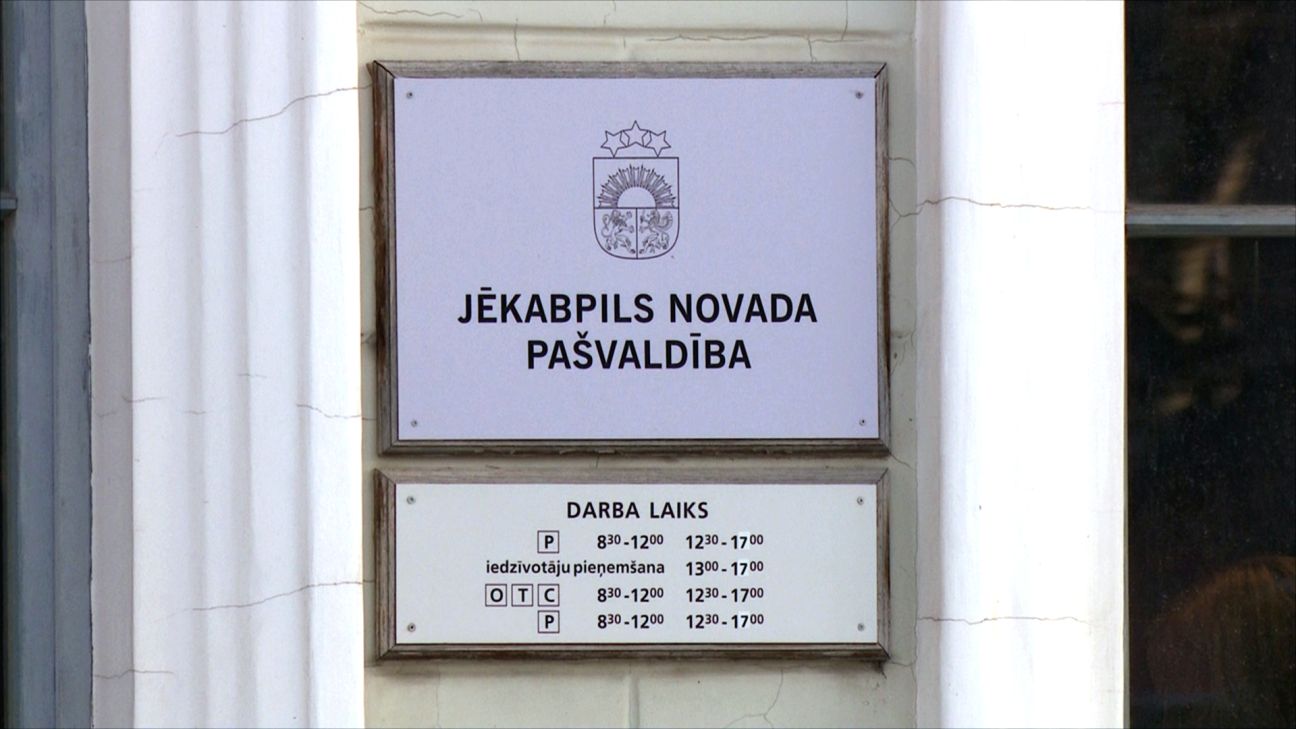 JĒKABPILS NOVADA
PAŠVALDĪBA
DARBA LAIKS
P 8³⁰-12⁰⁰ 12³⁰-17⁰⁰
iedzīvotāju pieņemšana 13⁰⁰-17⁰⁰
O T C 8³⁰-12⁰⁰ 12³⁰-17⁰⁰
P 8³⁰-12⁰⁰ 12³⁰-17⁰⁰